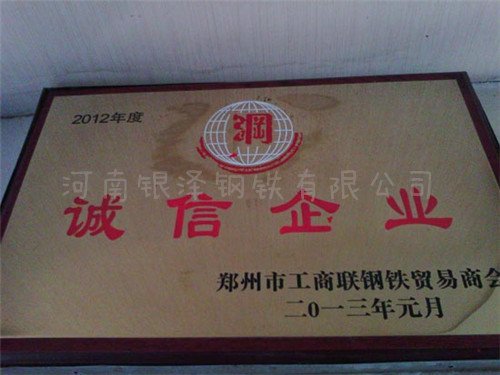 2012年度
河南银泽钢铁有限公司
诚信企业
郑州市工商联钢铁贸易商会
二0一三年元月